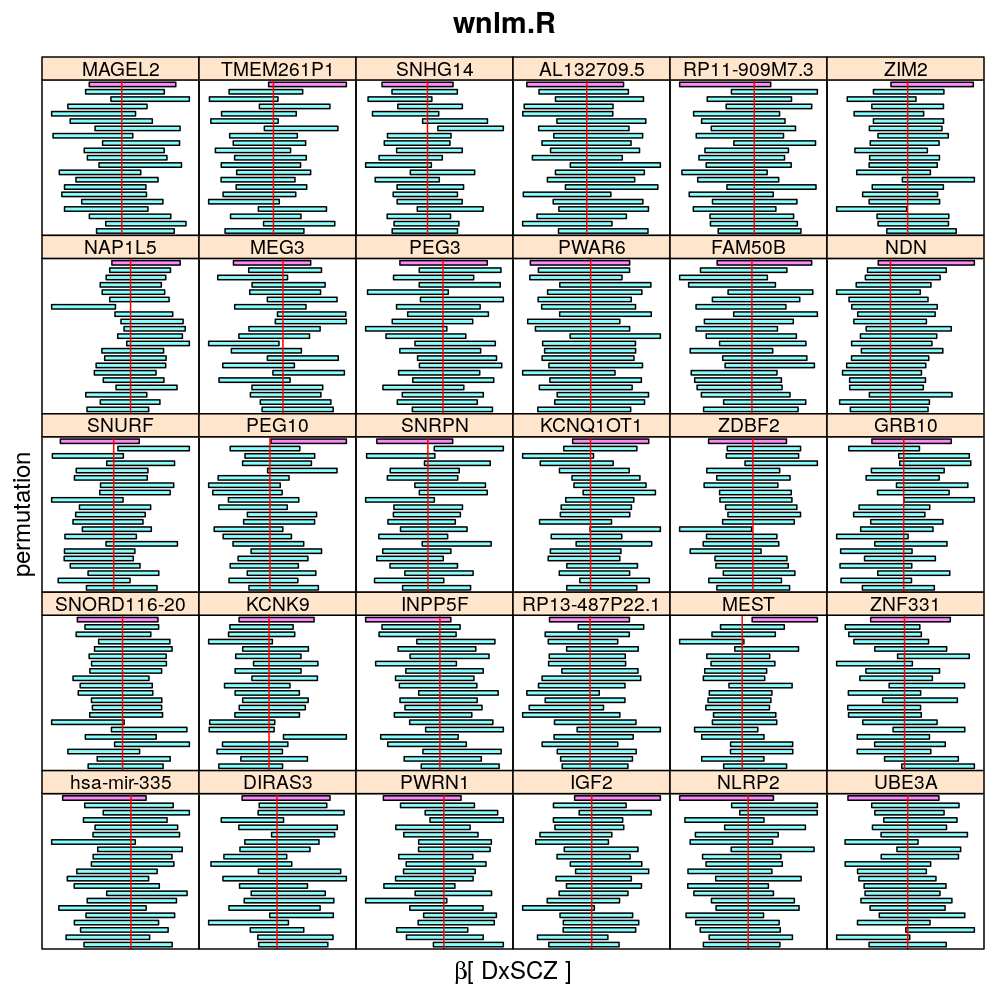 wnlm.R
MAGEL2 TMEM261P1 SNHG14 AL132709.5 RP11-909M7.3 ZIM2
NAP1L5 MEG3 PEG3 PWAR6 FAM50B NDN
SNURF PEG10 SNRPN KCNQ1OT1 ZDBF2 GRB10
SNORD116-20 KCNK9 INPP5F RP13-487P22.1 MEST ZNF331
hsa-mir-335 DIRAS3 PWRN1 IGF2 NLRP2 UBE3A
permutation
β[ DxSCZ ]